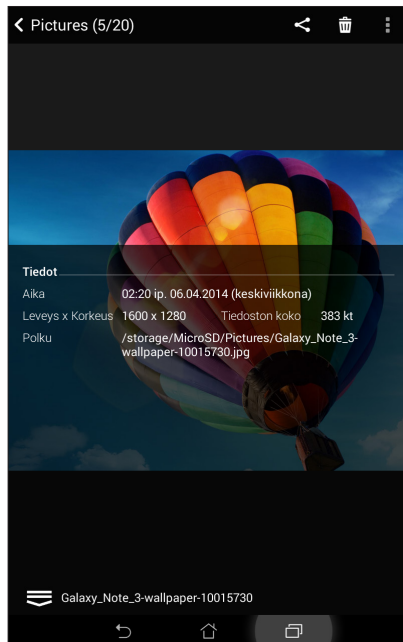 Pictures (5/20)
Tiedot
Aika 02:20 ip. 06.04.2014 (keskiviikkona)
Leveys x Korkeus 1600 x 1280 Tiedoston koko 383 kt
Polku /storage/MicroSD/Pictures/Galaxy_Note_3-
wallpaper-10015730.jpg
Galaxy_Note_3-wallpaper-10015730